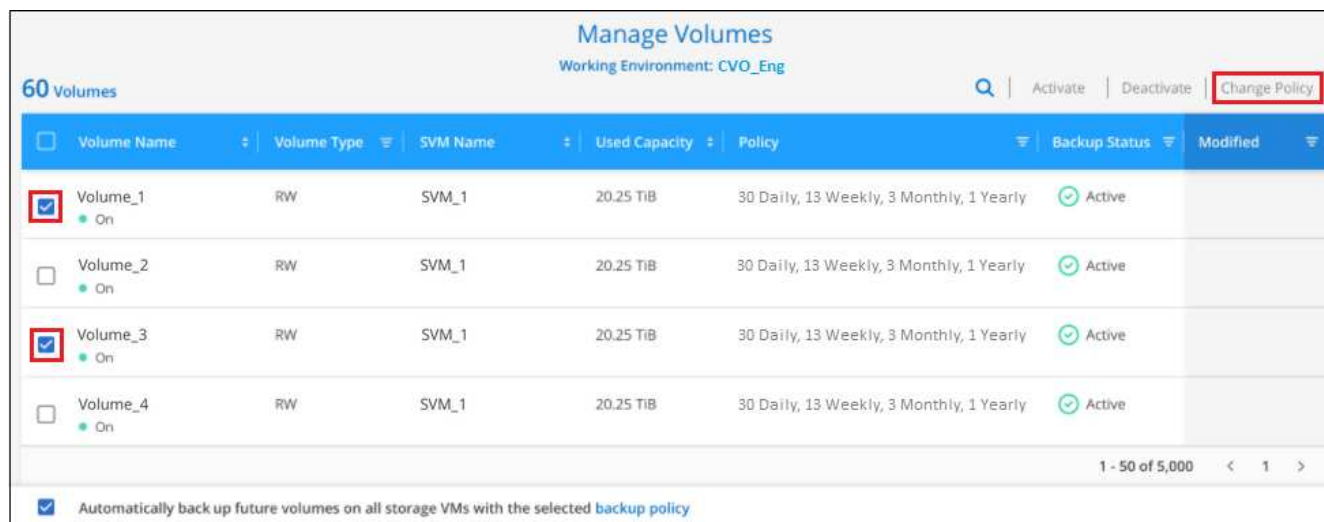 Manage Volumes
Working Environment: CVO_Eng
60 Volumes
Activate | Deactivate | Change Policy
Volume Name Volume Type SVM Name Used Capacity Policy Backup Status Modified
Volume_1 RW SVM_1 20.25 TiB 30 Daily, 13 Weekly, 3 Monthly, 1 Yearly Active
On
Volume_2 RW SVM_1 20.25 TiB 30 Daily, 13 Weekly, 3 Monthly, 1 Yearly Active
On
Volume_3 RW SVM_1 20.25 TiB 30 Daily, 13 Weekly, 3 Monthly, 1 Yearly Active
On
Volume_4 RW SVM_1 20.25 TiB 30 Daily, 13 Weekly, 3 Monthly, 1 Yearly Active
On
1 - 50 of 5,000 < 1 >
Automatically back up future volumes on all storage VMs with the selected backup policy